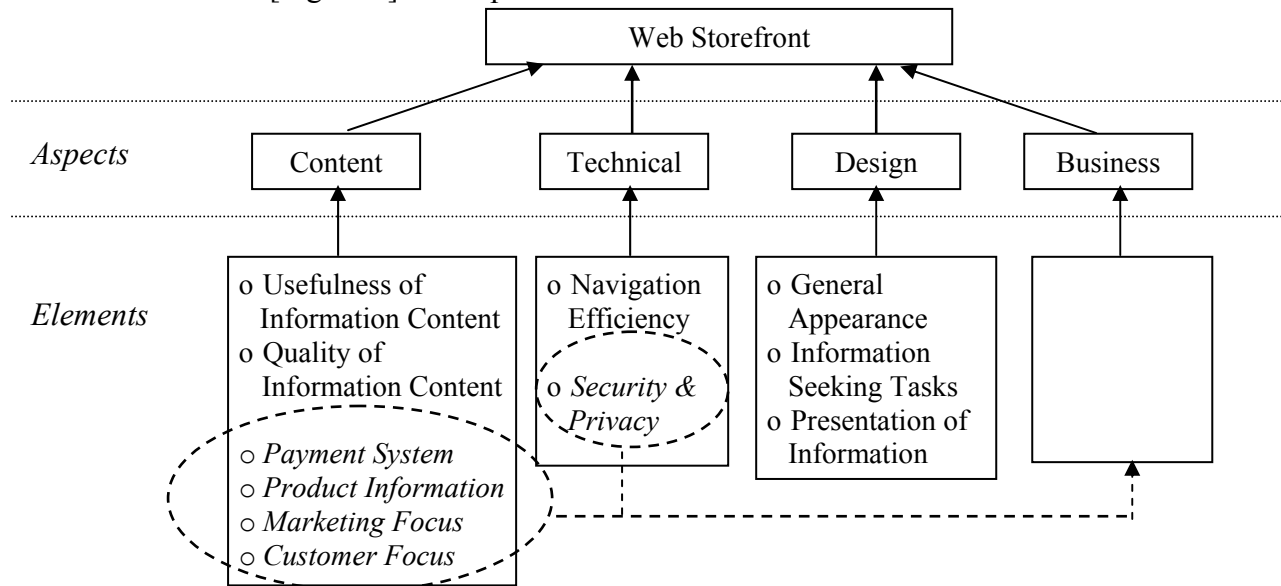 Web Storefront
Aspects
Content
Technical
Design
Business
Elements
o Usefulness of
Information Content
o Quality of
Information Content
o Payment System
o Product Information
o Marketing Focus
o Customer Focus
o Navigation
Efficiency
o Security &
Privacy
o General
Appearance
o Information
Seeking Tasks
o Presentation of
Information